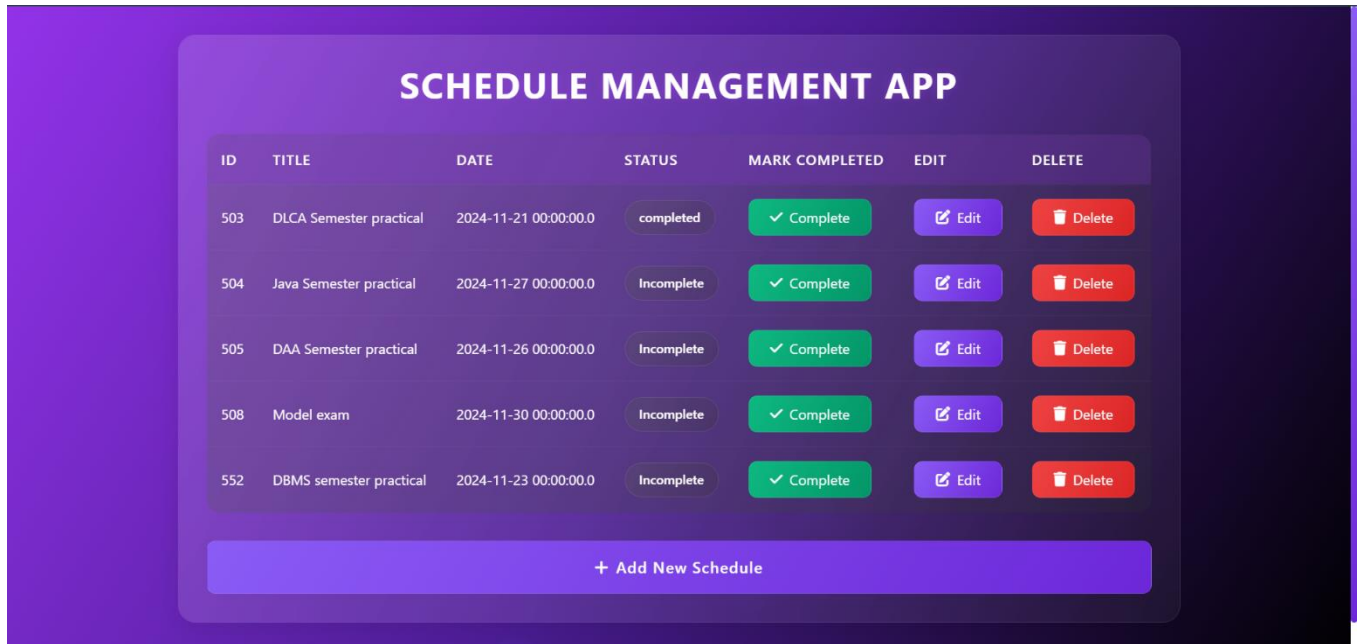 SCHEDULE MANAGEMENT APP
ID TITLE DATE STATUS MARK COMPLETED EDIT DELETE
503 DLCA Semester practical 2024-11-21 00:00:00.0 completed Complete Edit Delete
504 Java Semester practical 2024-11-27 00:00:00.0 Incomplete Complete Edit Delete
505 DAA Semester practical 2024-11-26 00:00:00.0 Incomplete Complete Edit Delete
508 Model exam 2024-11-30 00:00:00.0 Incomplete Complete Edit Delete
552 DBMS semester practical 2024-11-23 00:00:00.0 Incomplete Complete Edit Delete
+ Add New Schedule